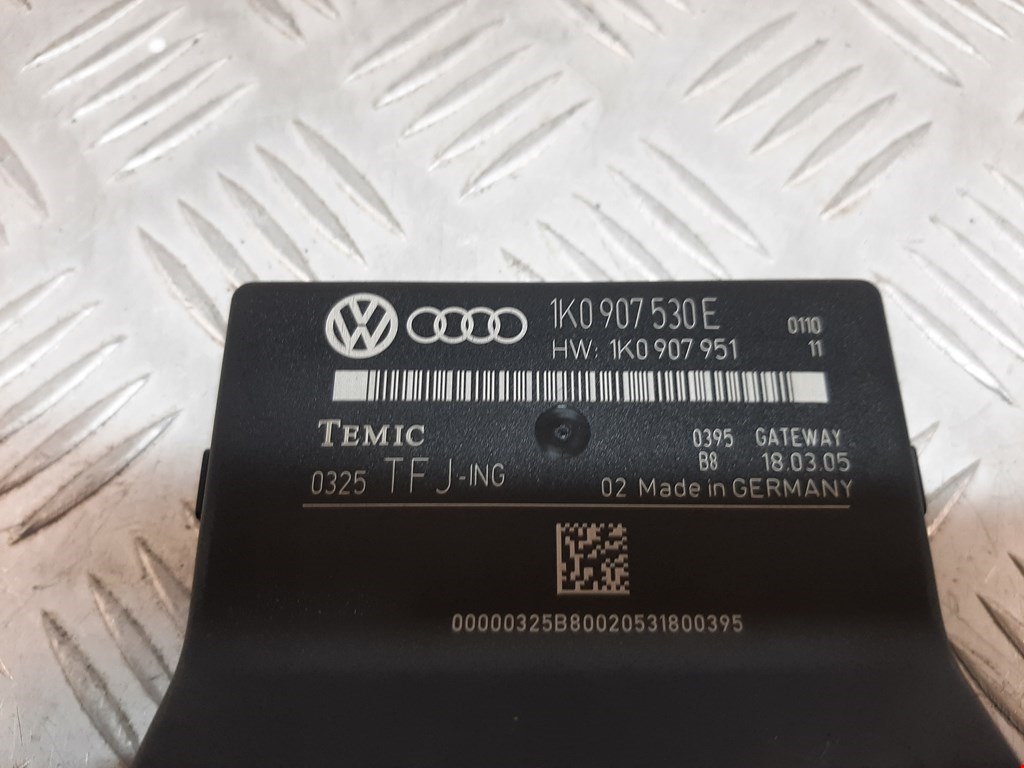 1K0 907 530 E 0110
HW: 1K0 907 951 11
TEMIC 0395 GATEWAY
B8 18.03.05
0325 TFJ-ING 02 Made in GERMANY
00000325B80020531800395